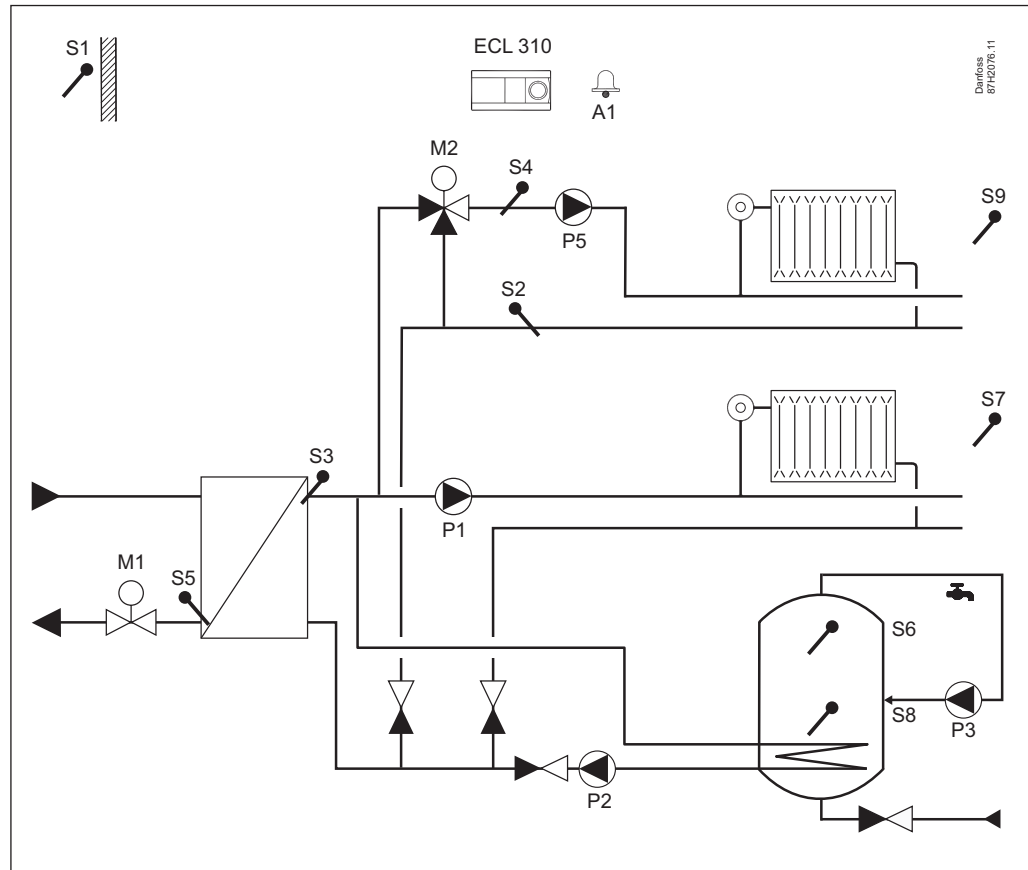 S1
ECL 310
A1
Danfoss
87H2076.11
M2
S4
P5
S9
S2
S7
S3
P1
M1
S5
S6
S8
P3
P2